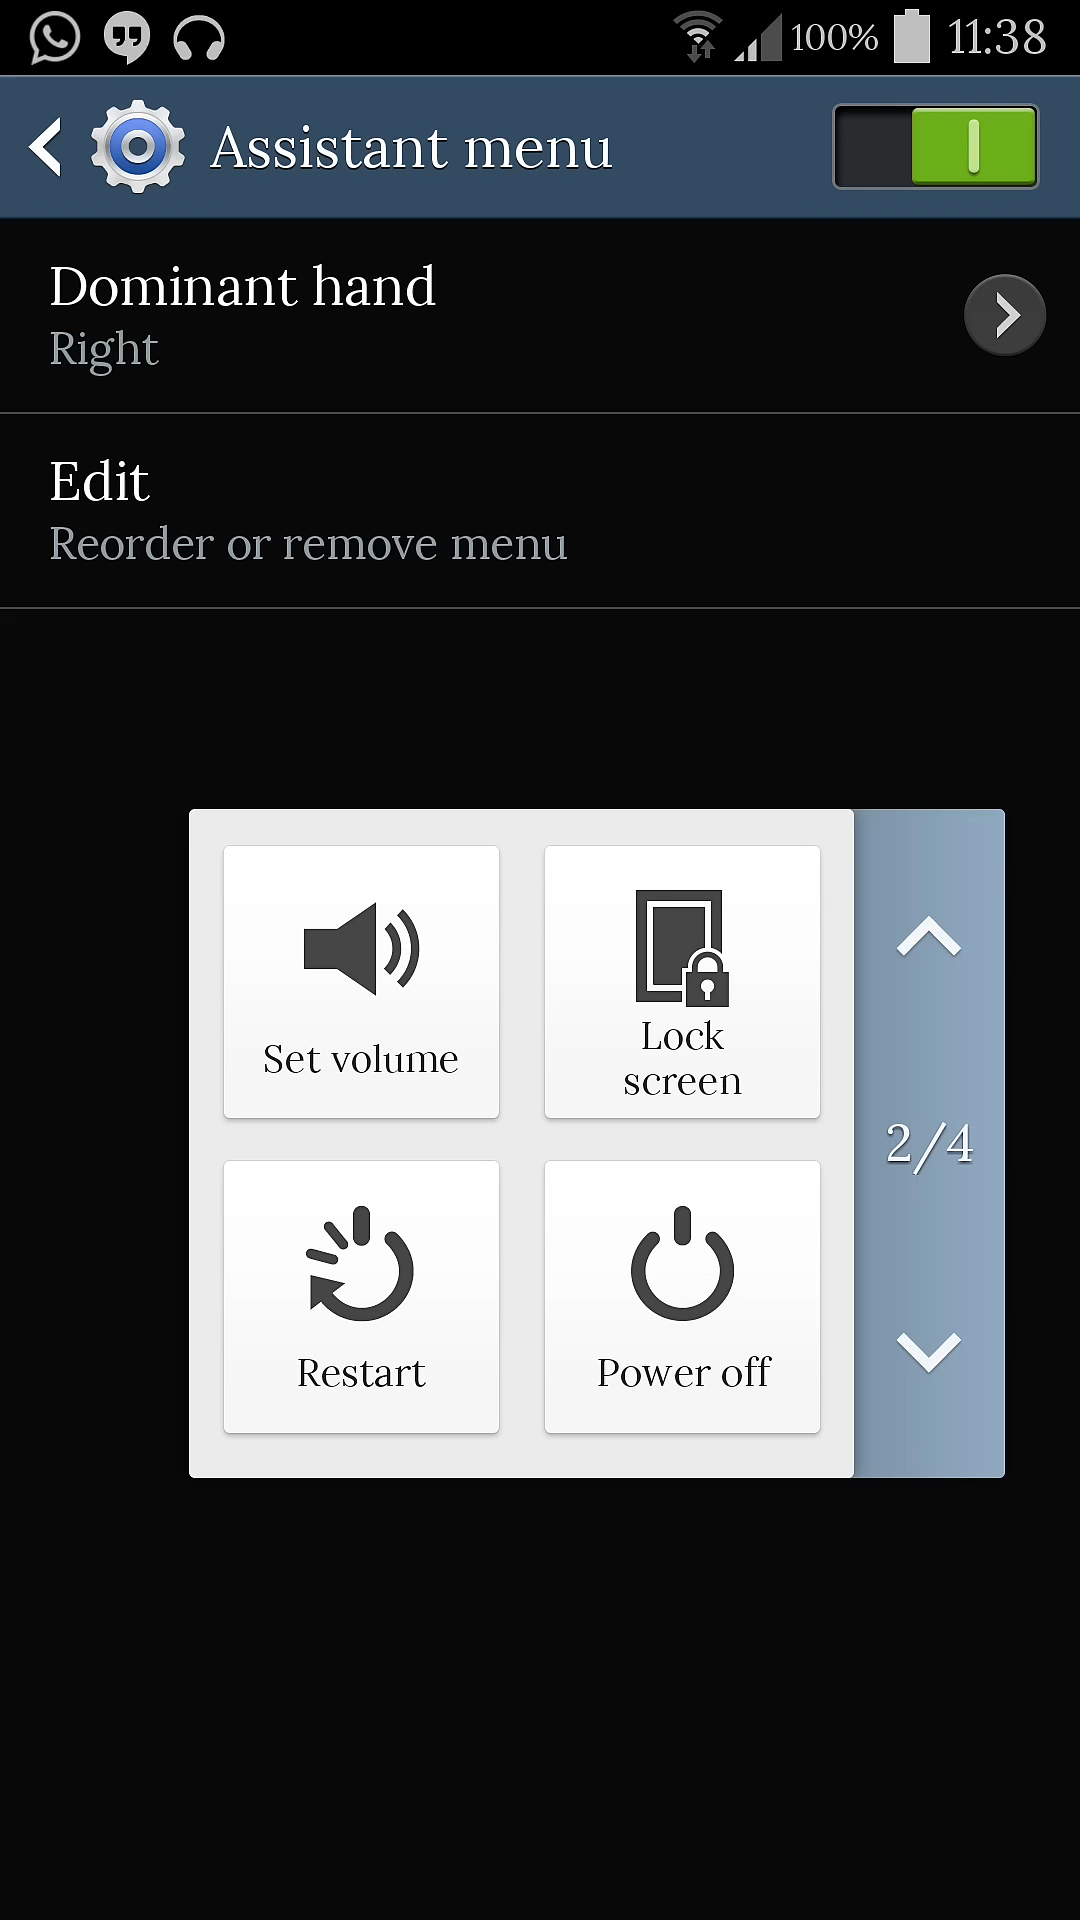 100% 11:38
Assistant menu
Dominant hand
Right
Edit
Reorder or remove menu
Set volume
Lock
screen
2/4
Restart
Power off